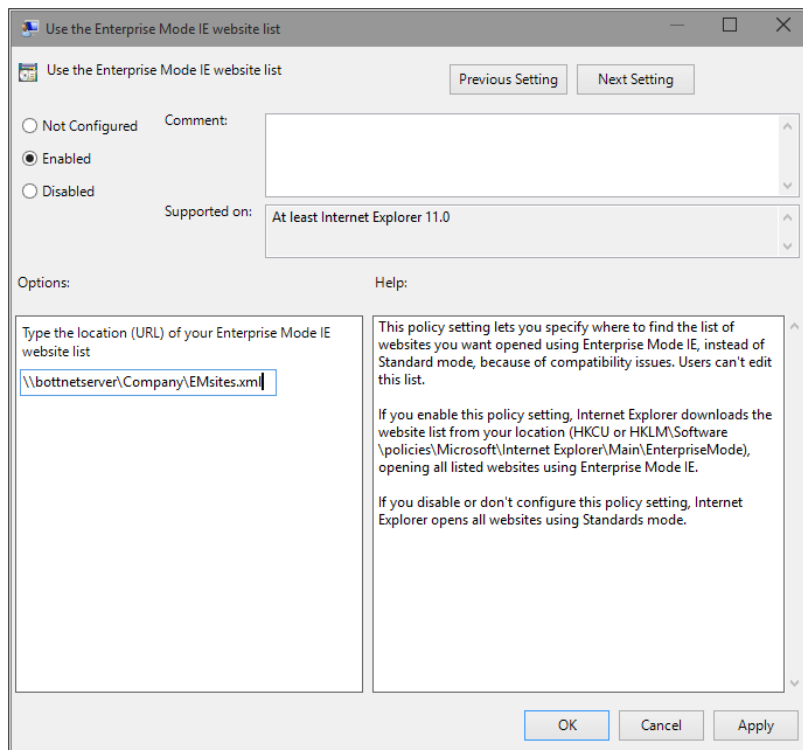 Use the Enterprise Mode IE website list
Use the Enterprise Mode IE website list
Previous Setting
Next Setting
Not Configured
Comment:
Enabled
Disabled
Supported on:
At least Internet Explorer 11.0
Options:
Help:
Type the location (URL) of your Enterprise Mode IE
website list
\\bottnetserver\Company\EMsites.xml
This policy setting lets you specify where to find the list of
websites you want opened using Enterprise Mode IE, instead of
Standard mode, because of compatibility issues. Users can't edit
this list.
If you enable this policy setting, Internet Explorer downloads the
website list from your location (HKCU or HKLM\Software
\policies\Microsoft\Internet Explorer\Main\EnterpriseMode),
opening all listed websites using Enterprise Mode IE.
If you disable or don't configure this policy setting, Internet
Explorer opens all websites using Standards mode.
OK
Cancel
Apply